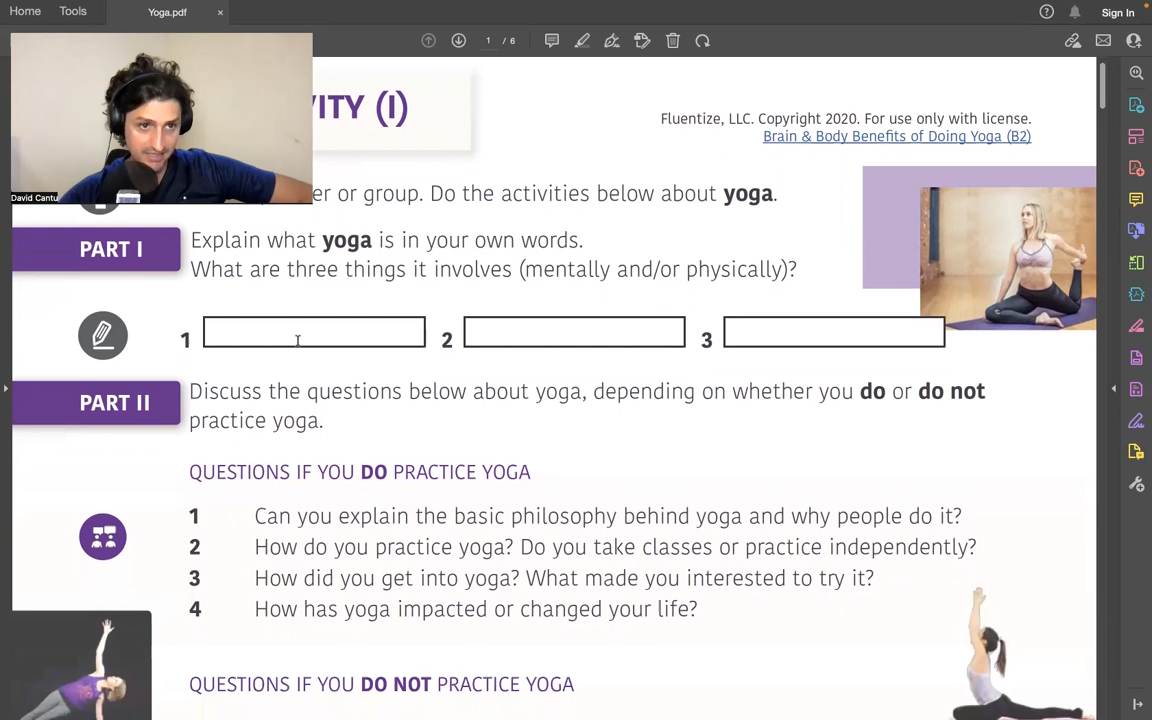 Home Tools Yoga.pdf × Sign In
1 / 6
David Cantu
VITY (I)
Fluentize, LLC. Copyright 2020. For use only with license.
Brain & Body Benefits of Doing Yoga (B2)
er or group. Do the activities below about yoga.
PART I
Explain what yoga is in your own words.
What are three things it involves (mentally and/or physically)?
1 2 3
PART II
Discuss the questions below about yoga, depending on whether you do or do not
practice yoga.
QUESTIONS IF YOU DO PRACTICE YOGA
1 Can you explain the basic philosophy behind yoga and why people do it?
2 How do you practice yoga? Do you take classes or practice independently?
3 How did you get into yoga? What made you interested to try it?
4 How has yoga impacted or changed your life?
QUESTIONS IF YOU DO NOT PRACTICE YOGA